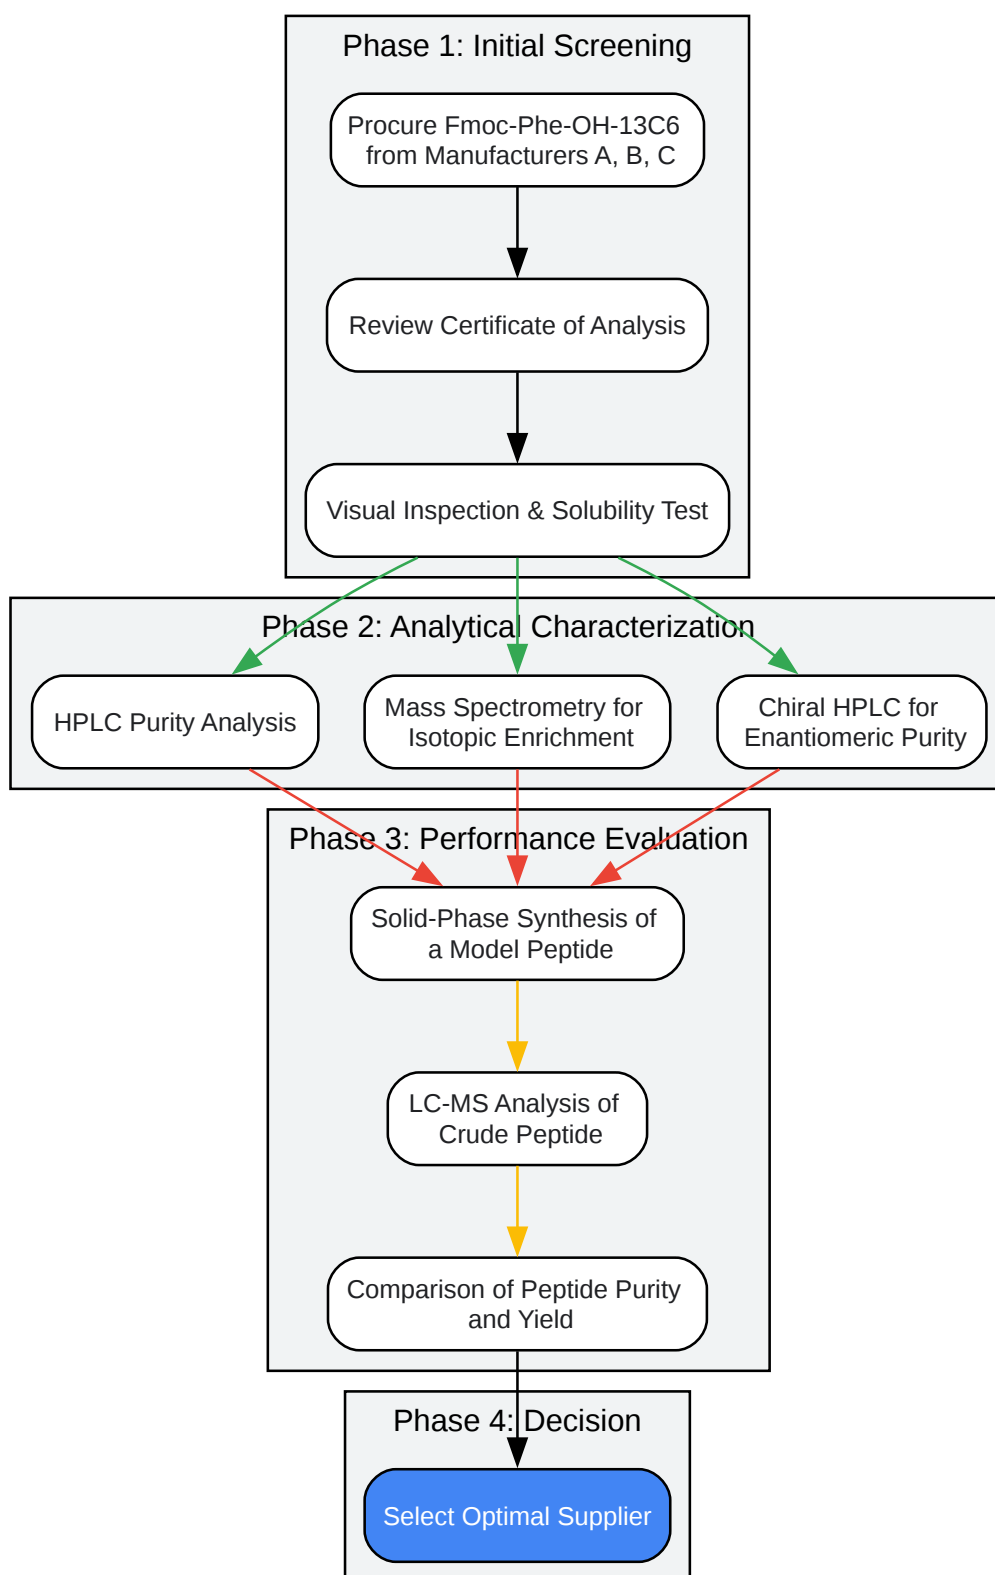 Phase 1: Initial Screening
Procure Fmoc-Phe-OH-13C6
from Manufacturers A, B, C
Review Certificate of Analysis
Visual Inspection & Solubility Test
Phase 2: Analytical Characterization
HPLC Purity Analysis
Mass Spectrometry for
Isotopic Enrichment
Chiral HPLC for
Enantiomeric Purity
Phase 3: Performance Evaluation
Solid-Phase Synthesis of
a Model Peptide
LC-MS Analysis of
Crude Peptide
Comparison of Peptide Purity
and Yield
Phase 4: Decision
Select Optimal Supplier